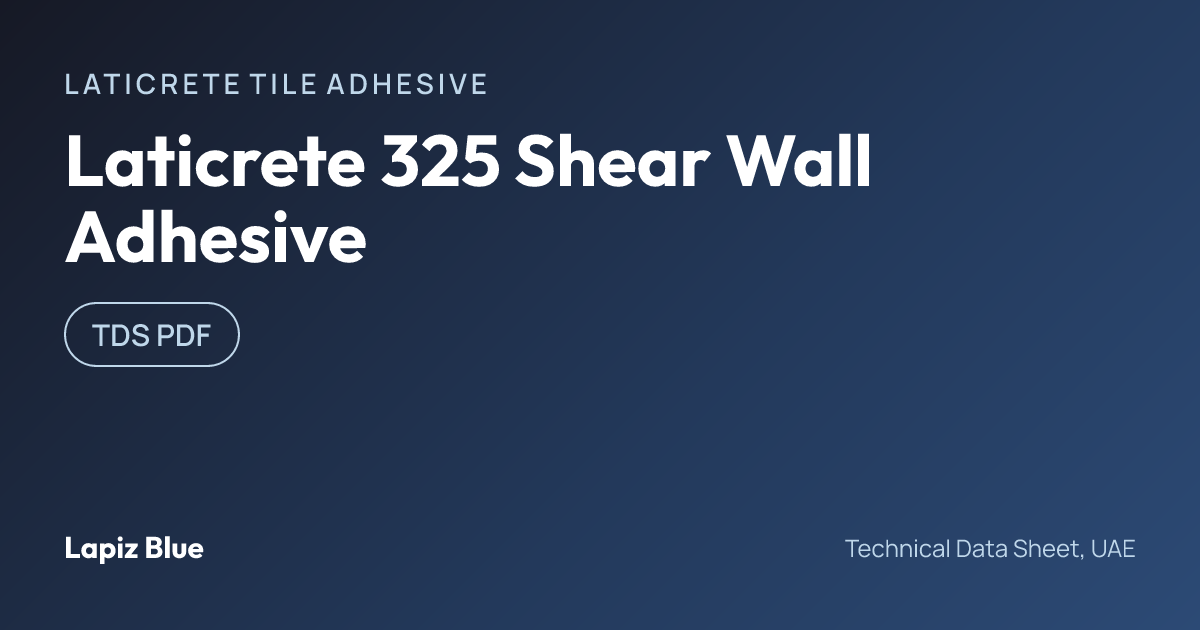 LATICRETE TILE ADHESIVE
Laticrete 325 Shear Wall
Adhesive
TDS PDF
Lapiz Blue
Technical Data Sheet, UAE